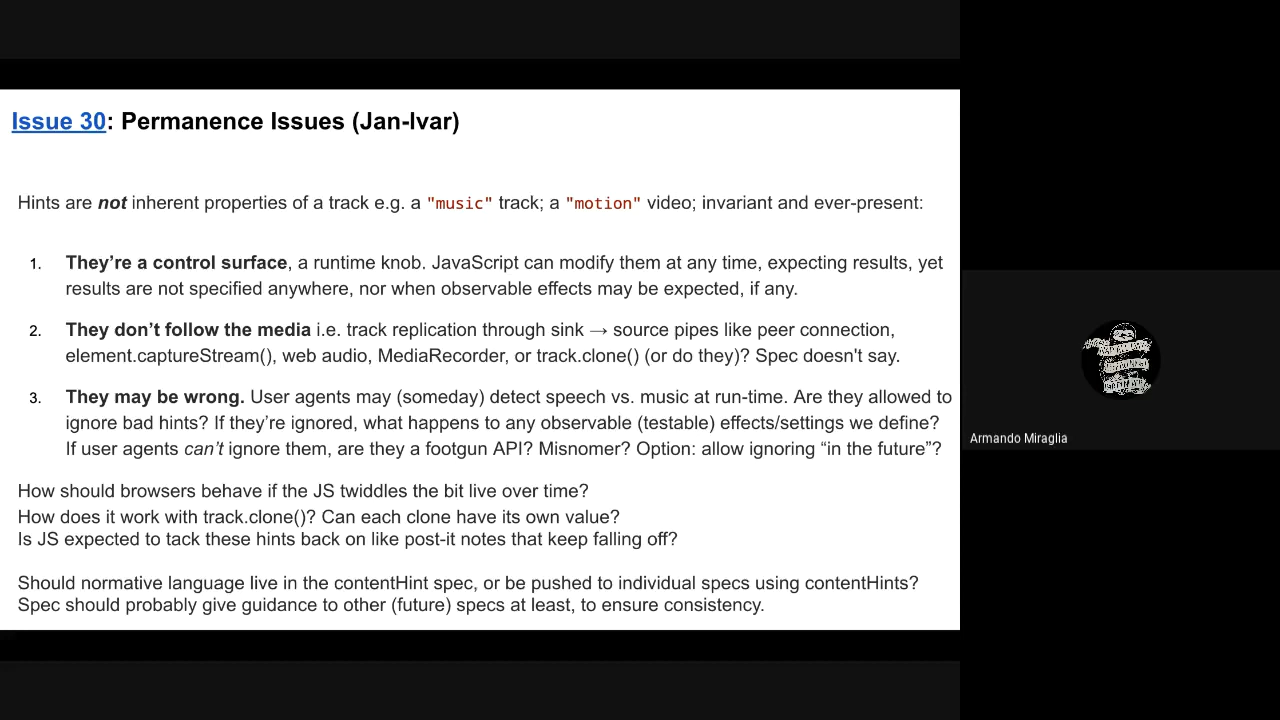 Issue 30: Permanence Issues (Jan-Ivar)
Hints are not inherent properties of a track e.g. a "music" track; a "motion" video; invariant and ever-present:
1. They’re a control surface, a runtime knob. JavaScript can modify them at any time, expecting results, yet
results are not specified anywhere, nor when observable effects may be expected, if any.
2. They don’t follow the media i.e. track replication through sink → source pipes like peer connection,
element.captureStream(), web audio, MediaRecorder, or track.clone() (or do they)? Spec doesn't say.
3. They may be wrong. User agents may (someday) detect speech vs. music at run-time. Are they allowed to
ignore bad hints? If they’re ignored, what happens to any observable (testable) effects/settings we define?
If user agents can’t ignore them, are they a footgun API? Misnomer? Option: allow ignoring “in the future”?
How should browsers behave if the JS twiddles the bit live over time?
How does it work with track.clone()? Can each clone have its own value?
Is JS expected to tack these hints back on like post-it notes that keep falling off?
Should normative language live in the contentHint spec, or be pushed to individual specs using contentHints?
Spec should probably give guidance to other (future) specs at least, to ensure consistency.
Armando Miraglia